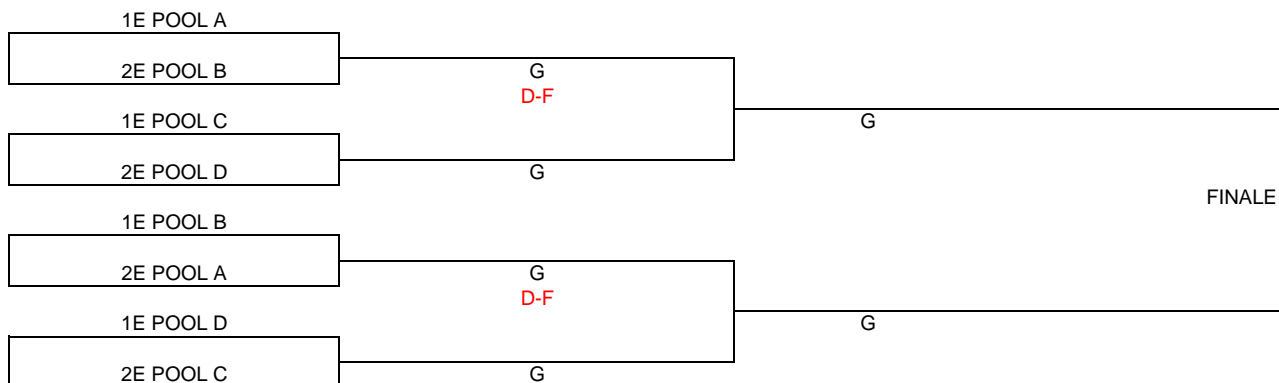 1E POOL A
2E POOL B
G
D-F
1E POOL C
G
2E POOL D
G
FINALE
1E POOL B
2E POOL A
G
D-F
1E POOL D
G
2E POOL C
G